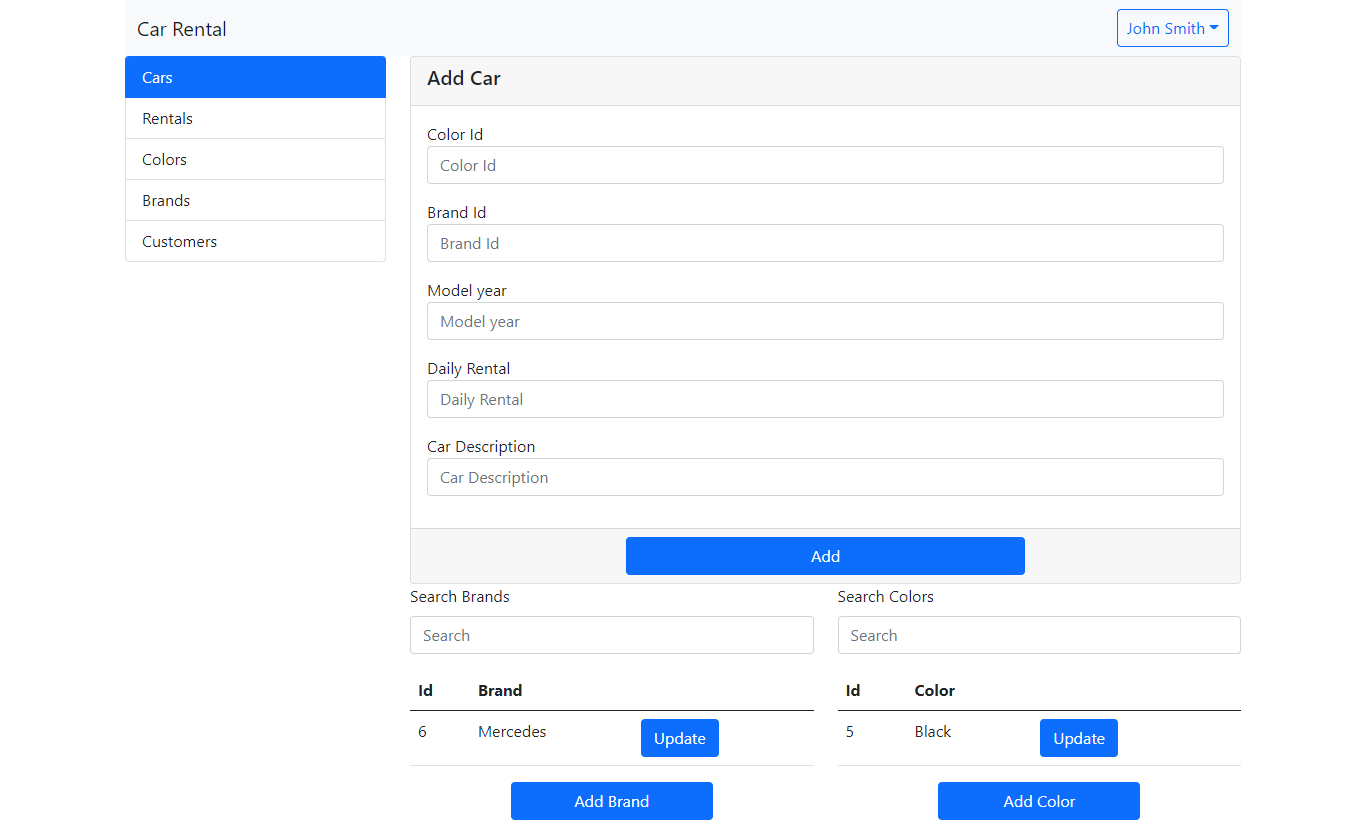 Car Rental
John Smith
Cars
Rentals
Colors
Brands
Customers
Add Car
Color Id
Color Id
Brand Id
Brand Id
Model year
Model year
Daily Rental
Daily Rental
Car Description
Car Description
Add
Search Brands
Search
Id Brand
6 Mercedes Update
Add Brand
Search Colors
Search
Id Color
5 Black Update
Add Color